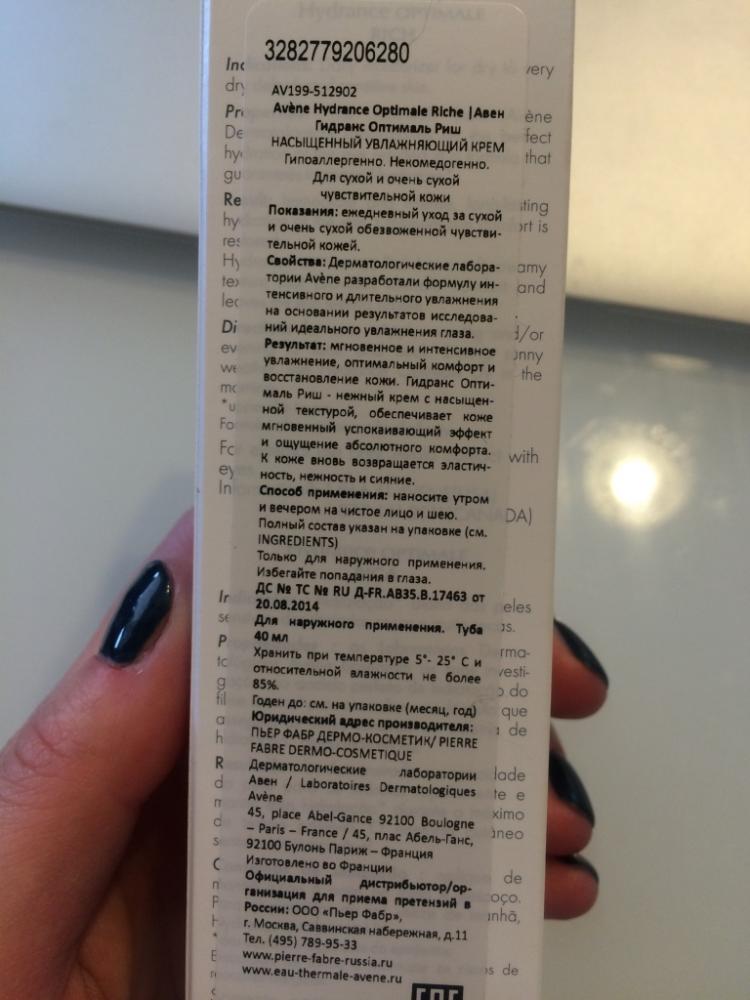 Hydrance OPTIMALE
3282779206280
AV199-512902
Avène Hydrance Optimale Riche |Авен
Гидранс Оптималь Риш
НАСЫЩЕННЫЙ УВЛАЖНЯЮЩИЙ КРЕМ
Гипоаллергенно. Некомедогенно.
Для сухой и очень сухой
чувствительной кожи
Показания: ежедневный уход за сухой
и очень сухой обезвоженной чувстви-
тельной кожей.
Свойства: Дерматологические лабора-
тории Avène разработали формулу ин-
тенсивного и длительного увлажнения
на основании результатов исследова-
ний идеального увлажнения глаза.
Результат: мгновенное и интенсивное
увлажнение, оптимальный комфорт и
восстановление кожи. Гидранс Опти-
маль Риш - нежный крем с насыщен-
ной текстурой, обеспечивает коже
мгновенный успокаивающий эффект
и ощущение абсолютного комфорта.
К коже вновь возвращается эластич-
ность, нежность и сияние.
Способ применения: наносите утром
и вечером на чистое лицо и шею.
Полный состав указан на упаковке (см.
INGREDIENTS)
Только для наружного применения.
Избегайте попадания в глаза.
ДС № ТС № RU Д-FR.АВ35.В.17463 от
20.08.2014
Для наружного применения. Туба
40 мл
Хранить при температуре 5°- 25° С и
относительной влажности не более
85%.
Годен до: см. на упаковке (месяц, год)
Юридический адрес производителя:
ПЬЕР ФАБР ДЕРМО-КОСМЕТИК/ PIERRE
FABRE DERMO-COSMETIQUE
Дерматологические лаборатории
Авен / Laboratoires Dermatologiques
Avène
45, place Abel-Gance 92100 Boulogne
– Paris – France / 45, плас Абель-Ганс,
92100 Булонь Париж – Франция
Изготовлено во Франции
Официальный дистрибьютор/ор-
ганизация для приема претензий в
России: ООО «Пьер Фабр»,
г. Москва, Саввинская набережная, д.11
Тел. (495) 789-95-33
www.pierre-fabre-russia.ru
www.eau-thermale-avene.ru
EAC